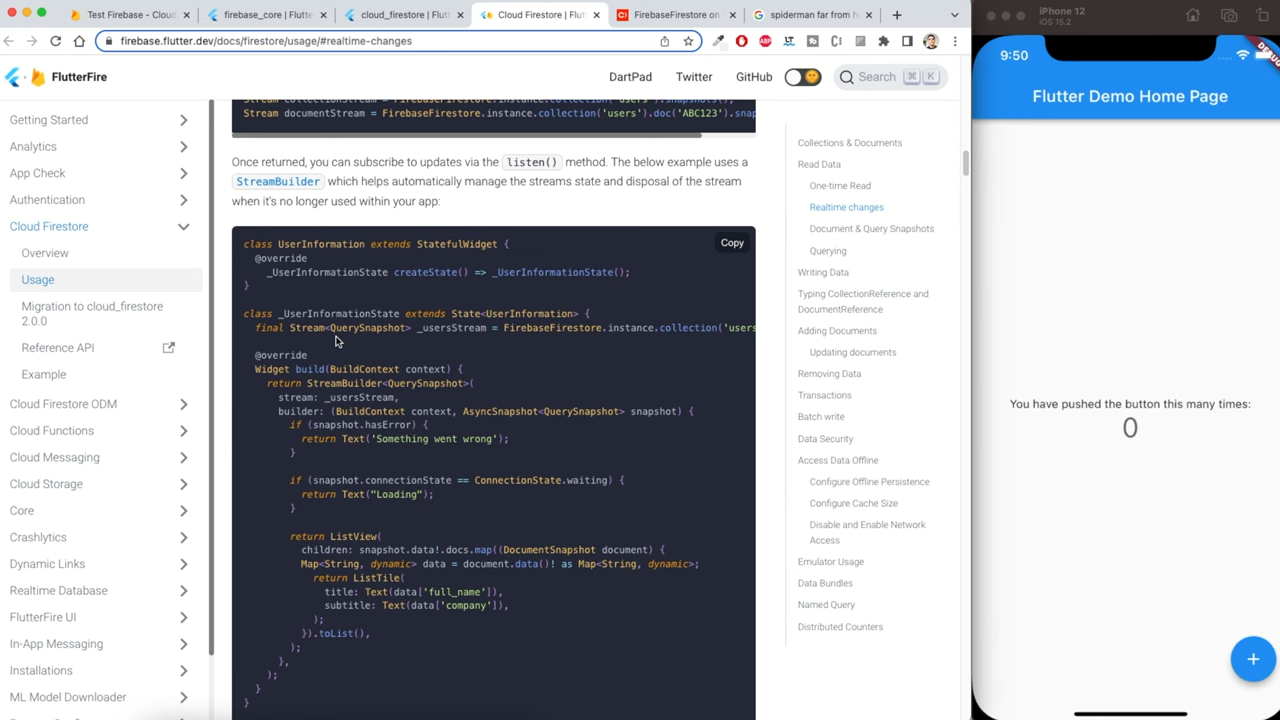 Test Firebase – Cloud
firebase_core | Flutte
cloud_firestore | Flutt
Cloud Firestore | Flut
FirebaseFirestore on
spiderman far from h
firebase.flutter.dev/docs/firestore/usage/#realtime-changes
FlutterFire
DartPad
Twitter
GitHub
Search
K
Getting Started
Analytics
App Check
Authentication
Cloud Firestore
Overview
Usage
Migration to cloud_firestore
2.0.0
Reference API
Example
Cloud Firestore ODM
Cloud Functions
Cloud Messaging
Cloud Storage
Core
Crashlytics
Dynamic Links
Realtime Database
FlutterFire UI
In-App Messaging
Installations
ML Model Downloader
Stream collectionStream = FirebaseFirestore.instance.collection('users').snapshots();
Stream documentStream = FirebaseFirestore.instance.collection('users').doc('ABC123').snap
Once returned, you can subscribe to updates via the listen() method. The below example uses a
StreamBuilder which helps automatically manage the streams state and disposal of the stream
when it's no longer used within your app:
Copy
class UserInformation extends StatefulWidget {
@override
_UserInformationState createState() => _UserInformationState();
}
class _UserInformationState extends State<UserInformation> {
final Stream<QuerySnapshot> _usersStream = FirebaseFirestore.instance.collection('users
@override
Widget build(BuildContext context) {
return StreamBuilder<QuerySnapshot>(
stream: _usersStream,
builder: (BuildContext context, AsyncSnapshot<QuerySnapshot> snapshot) {
if (snapshot.hasError) {
return Text('Something went wrong');
}
if (snapshot.connectionState == ConnectionState.waiting) {
return Text("Loading");
}
return ListView(
children: snapshot.data!.docs.map((DocumentSnapshot document) {
Map<String, dynamic> data = document.data()! as Map<String, dynamic>;
return ListTile(
title: Text(data['full_name']),
subtitle: Text(data['company']),
);
}).toList(),
);
},
);
}
}
Collections & Documents
Read Data
One-time Read
Realtime changes
Document & Query Snapshots
Querying
Writing Data
Typing CollectionReference and
DocumentReference
Adding Documents
Updating documents
Removing Data
Transactions
Batch write
Data Security
Access Data Offline
Configure Offline Persistence
Configure Cache Size
Disable and Enable Network
Access
Emulator Usage
Data Bundles
Named Query
Distributed Counters
iPhone 12
iOS 15.2
9:50
DEBUG
Flutter Demo Home Page
You have pushed the button this many times:
0